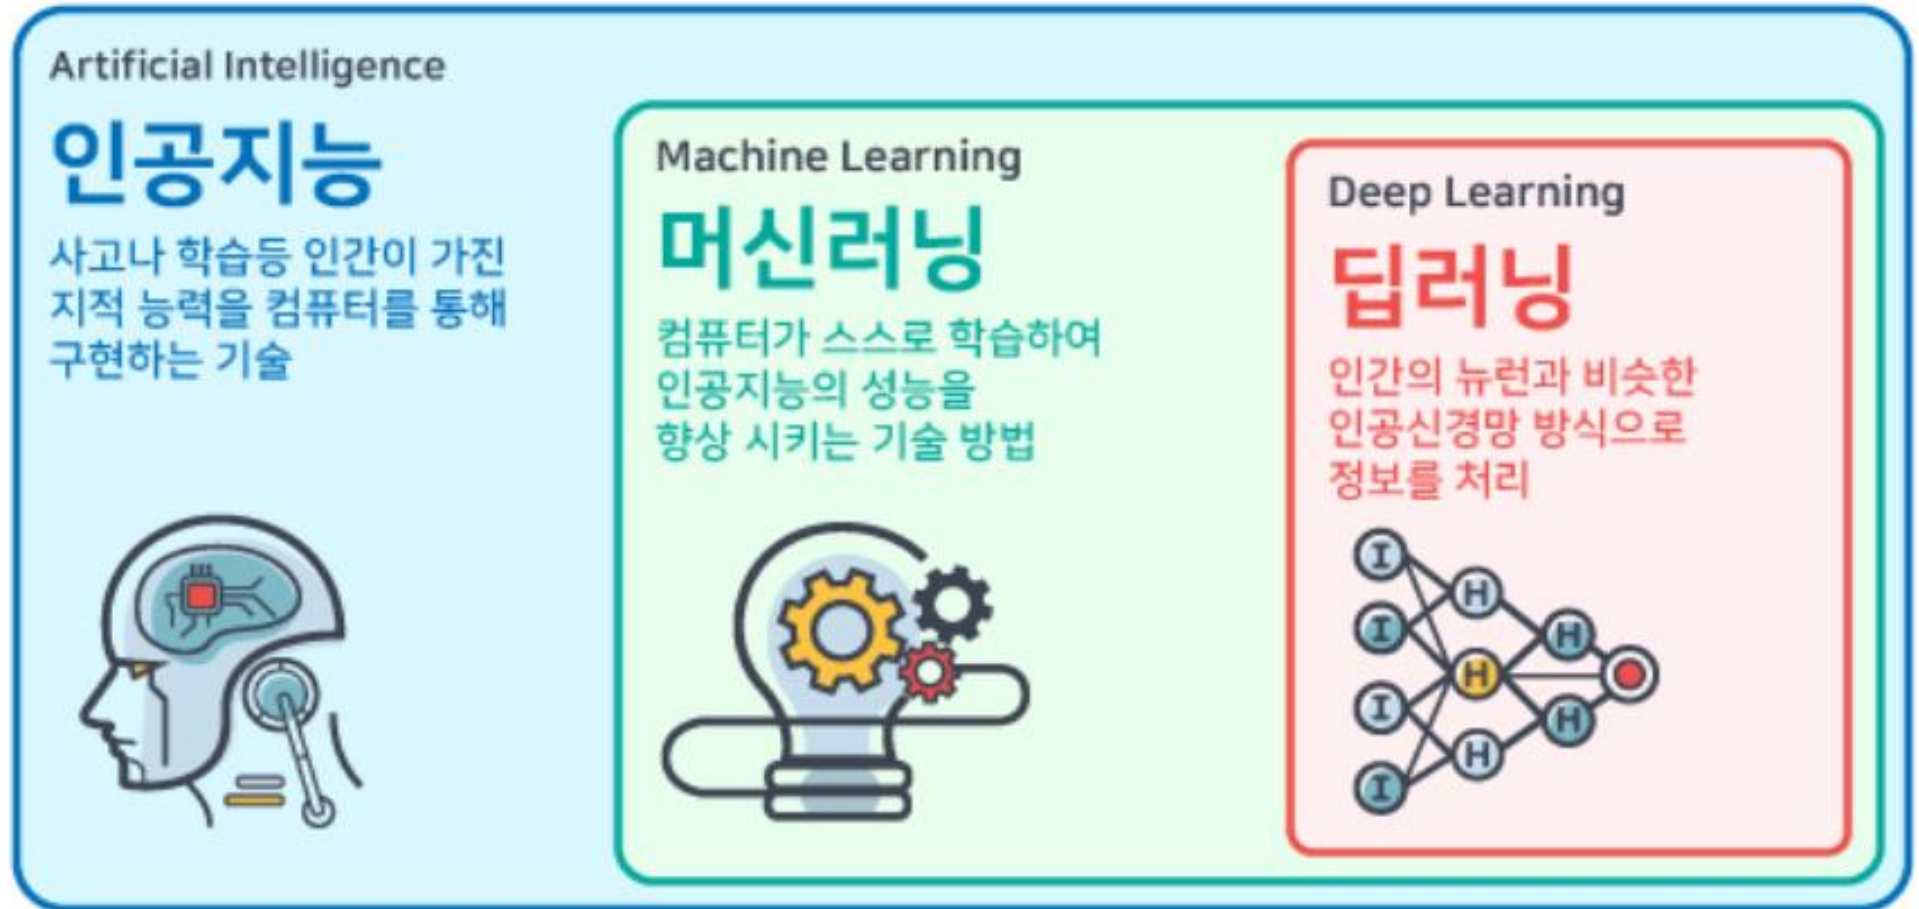 Artificial Intelligence
인공지능
사고나 학습등 인간이 가진
지적 능력을 컴퓨터를 통해
구현하는 기술
Machine Learning
머신러닝
컴퓨터가 스스로 학습하여
인공지능의 성능을
향상 시키는 기술 방법
Deep Learning
딥러닝
인간의 뉴런과 비슷한
인공신경망 방식으로
정보를 처리
I
H
I
H
H
I
H
H
I